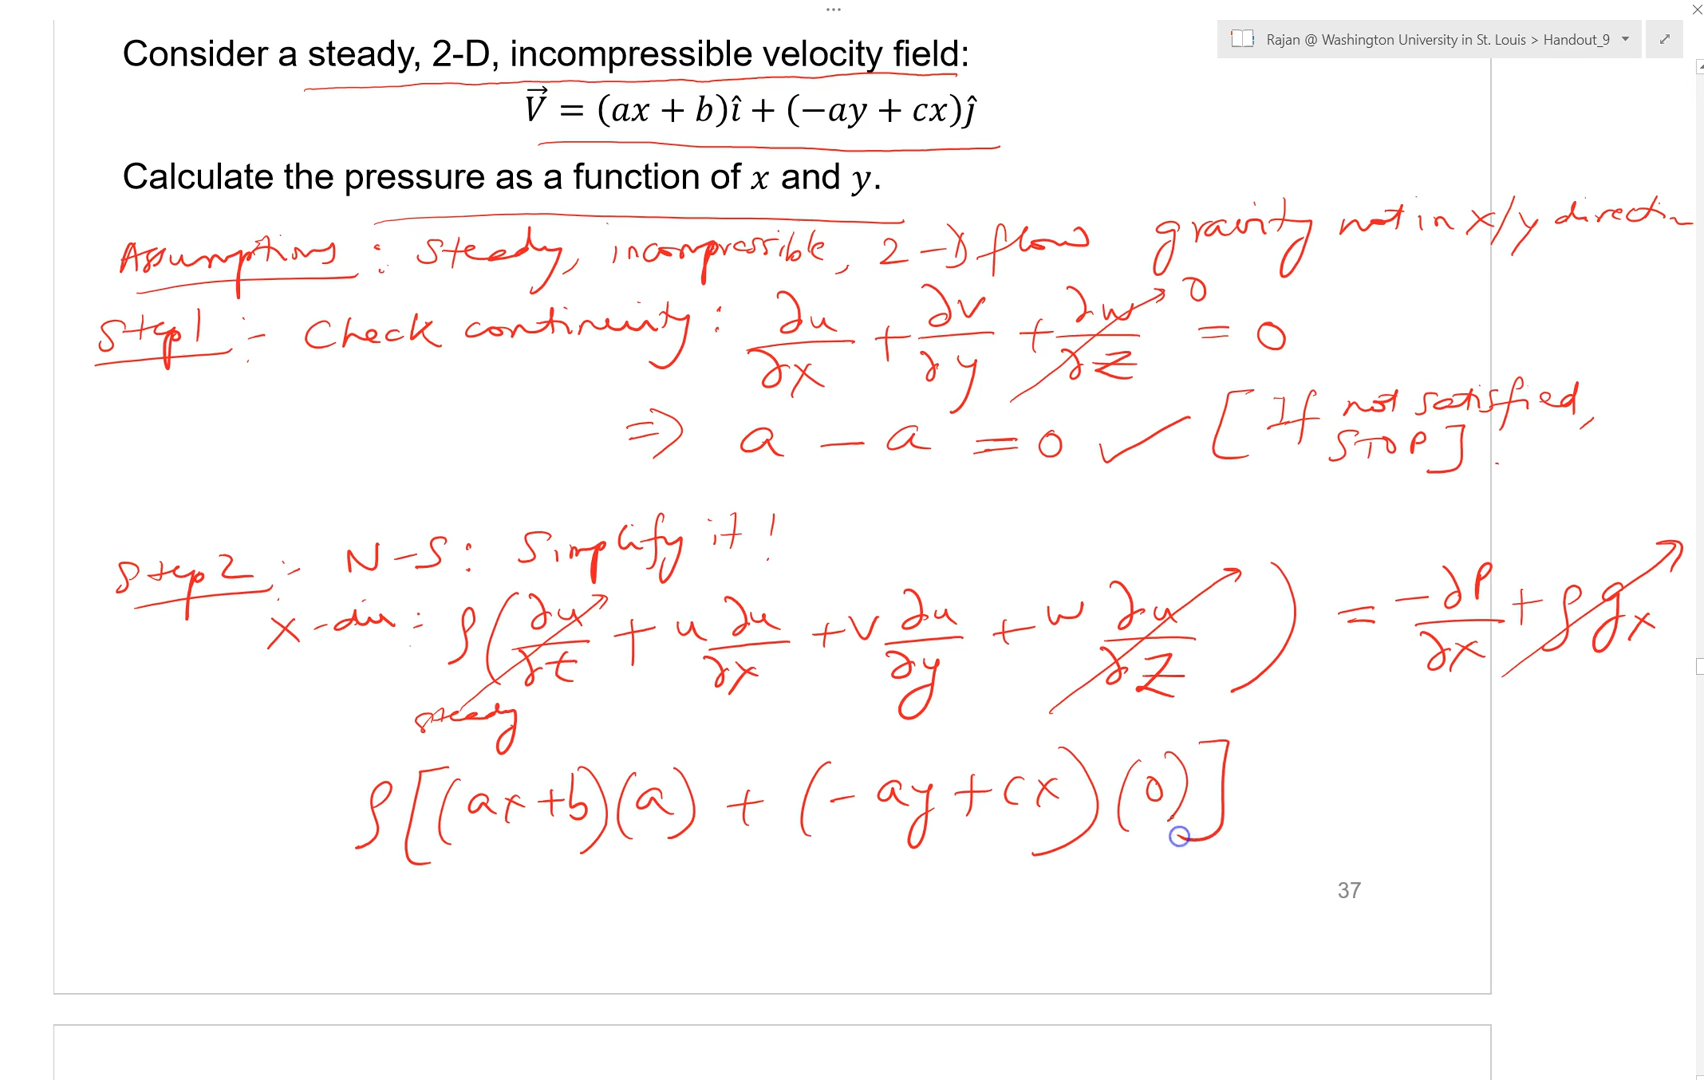 ...
Rajan @ Washington University in St. Louis > Handout_9
Consider a steady, 2-D, incompressible velocity field:
V⃗ = (ax + b)î + (−ay + cx)ĵ
Calculate the pressure as a function of x and y.
Assumptions : Steady, incompressible, 2-D flow gravity not in x/y direction
Step 1 :- Check continuity: ∂u/∂x + ∂v/∂y + ∂w/∂z 0 = 0
⇒ a − a = 0 ✓ [If not satisfied,
STOP].
Step 2 :- N-S: Simplify it!
x-dir : ρ(∂u/∂t + u ∂u/∂x + v ∂u/∂y + w ∂u/∂z) = −∂P/∂x + ρgx
steady
ρ[(ax+b)(a) + (−ay+cx)(0)]
37